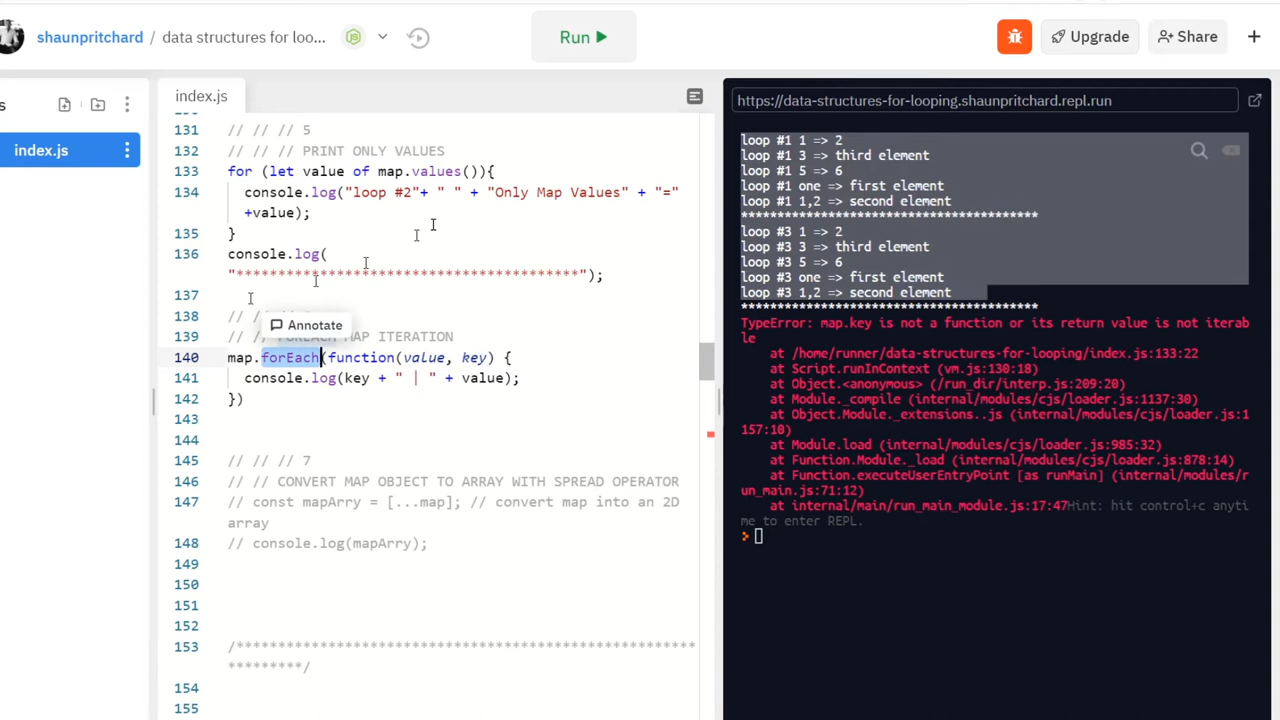 shaunpritchard / data structures for loo...
Run
Upgrade
Share
s
index.js
index.js
131 // // // 5
132 // // // PRINT ONLY VALUES
133 for (let value of map.values()){
134 console.log("loop #2"+ " " + "Only Map Values" + "="
+value);
135 }
136 console.log(
"*****************************************");
137
138 // //
139 // // FOREACH MAP ITERATION
Annotate
140 map.forEach(function(value, key) {
141 console.log(key + " | " + value);
142 })
143
144
145 // // // 7
146 // // // CONVERT MAP OBJECT TO ARRAY WITH SPREAD OPERATOR
147 // const mapArry = [...map]; // convert map into an 2D
array
148 // console.log(mapArry);
149
150
151
152
153 /*******************************************************
*********/
154
155
https://data-structures-for-looping.shaunpritchard.repl.run
loop #1 1 => 2
loop #1 3 => third element
loop #1 5 => 6
loop #1 one => first element
loop #1 1,2 => second element
*****************************************
loop #3 1 => 2
loop #3 3 => third element
loop #3 5 => 6
loop #3 one => first element
loop #3 1,2 => second element
*****************************************
TypeError: map.key is not a function or its return value is not iterab
le
at /home/runner/data-structures-for-looping/index.js:133:22
at Script.runInContext (vm.js:130:18)
at Object.<anonymous> (/run_dir/interp.js:209:20)
at Module._compile (internal/modules/cjs/loader.js:1137:30)
at Object.Module._extensions..js (internal/modules/cjs/loader.js:1
157:10)
at Module.load (internal/modules/cjs/loader.js:985:32)
at Function.Module._load (internal/modules/cjs/loader.js:878:14)
at Function.executeUserEntryPoint [as runMain] (internal/modules/r
un_main.js:71:12)
at internal/main/run_main_module.js:17:47Hint: hit control+c anyti
me to enter REPL.